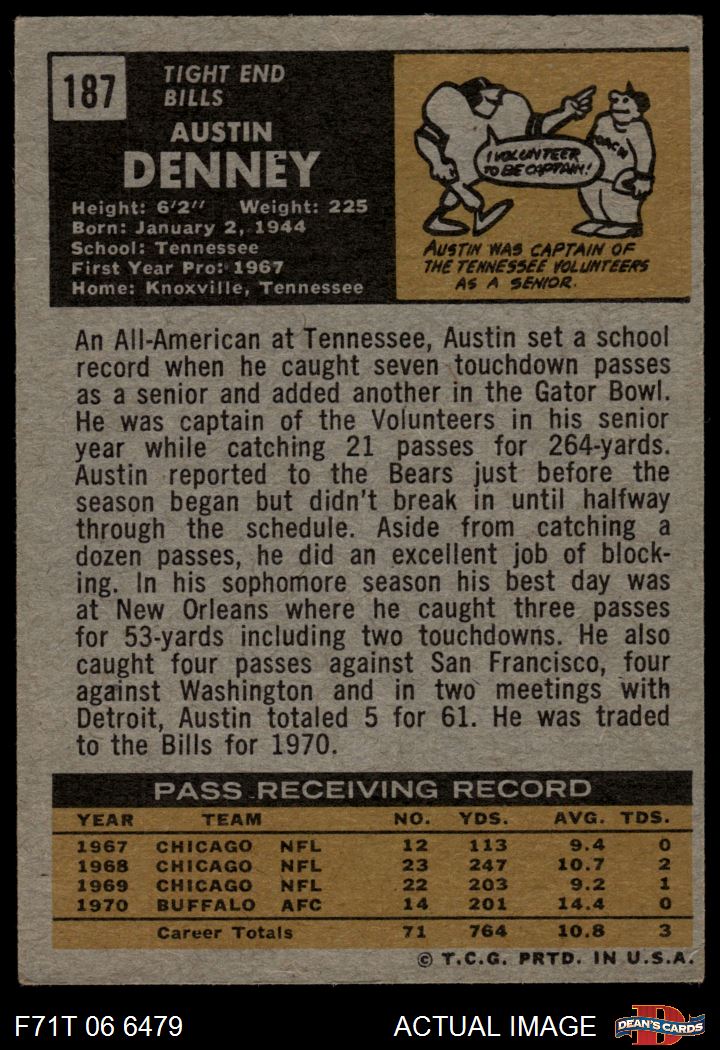 187
TIGHT END
BILLS
AUSTIN
DENNEY
Height: 6'2" Weight: 225
Born: January 2, 1944
School: Tennessee
First Year Pro: 1967
Home: Knoxville, Tennessee
I VOLUNTEER
TO BE CAPTAIN!
COACH
AUSTIN WAS CAPTAIN OF
THE TENNESSEE VOLUNTEERS
AS A SENIOR.
An All-American at Tennessee, Austin set a school
record when he caught seven touchdown passes
as a senior and added another in the Gator Bowl.
He was captain of the Volunteers in his senior
year while catching 21 passes for 264-yards.
Austin reported to the Bears just before the
season began but didn't break in until halfway
through the schedule. Aside from catching a
dozen passes, he did an excellent job of block-
ing. In his sophomore season his best day was
at New Orleans where he caught three passes
for 53-yards including two touchdowns. He also
caught four passes against San Francisco, four
against Washington and in two meetings with
Detroit, Austin totaled 5 for 61. He was traded
to the Bills for 1970.
PASS RECEIVING RECORD
YEAR TEAM NO. YDS. AVG. TDS.
1967 CHICAGO NFL 12 113 9.4 0
1968 CHICAGO NFL 23 247 10.7 2
1969 CHICAGO NFL 22 203 9.2 1
1970 BUFFALO AFC 14 201 14.4 0
Career Totals 71 764 10.8 3
© T.C.G. PRTD. IN U.S.A.
F71T 06 6479 ACTUAL IMAGE
D
DEAN'S CARDS